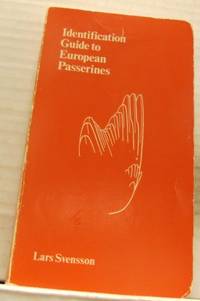 Identification
Guide to
European
Passerines
Lars Svensson